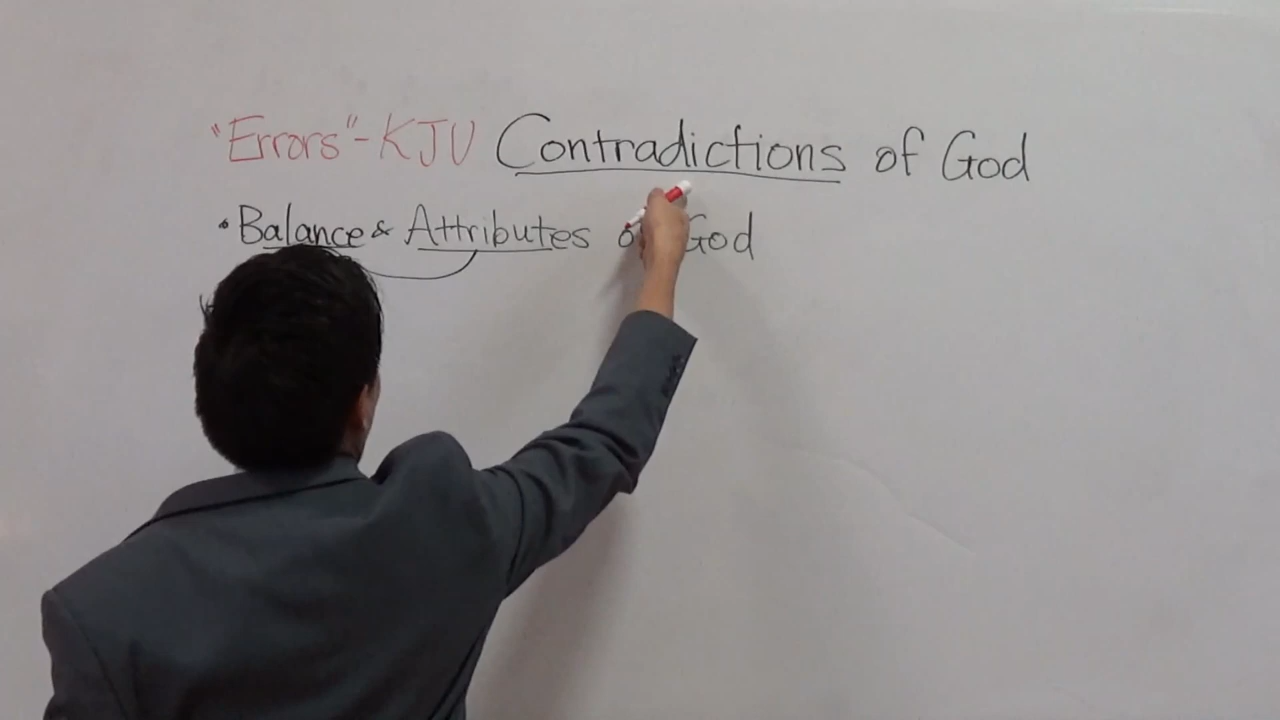 "Errors"-KJV Contradictions of God
• Balance & Attributes of God